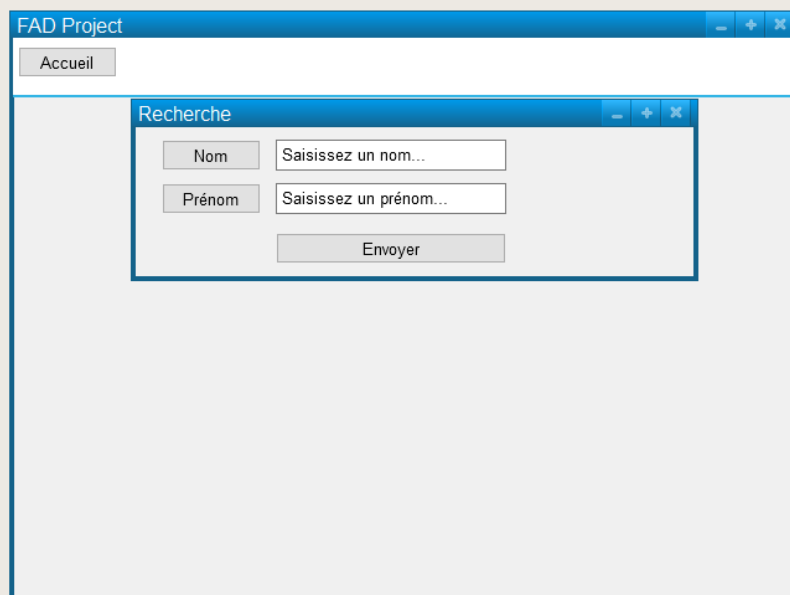 FAD Project
Accueil
Recherche
Nom
Saisissez un nom...
Prénom
Saisissez un prénom...
Envoyer